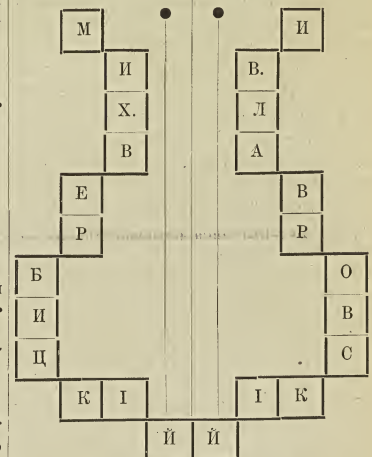 М И
И В.
Х. Л
В А
Е В
Р Р
Б О
И В
Ц С
К І І К
Й Й